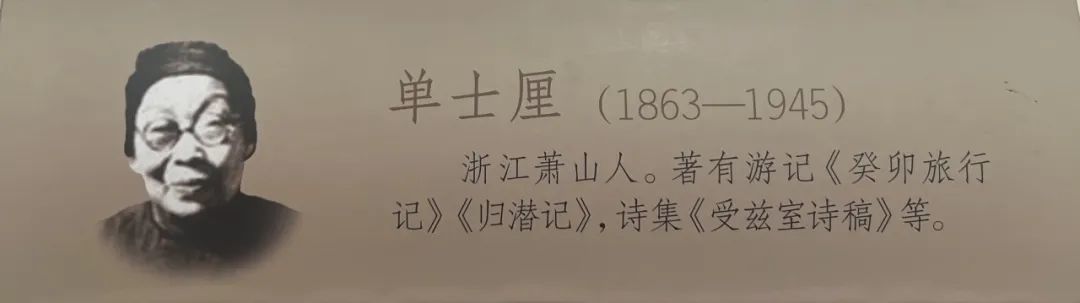 单士厘（1863—1945）
浙江萧山人。著有游记《癸卯旅行
记》《归潜记》，诗集《受兹室诗稿》等。